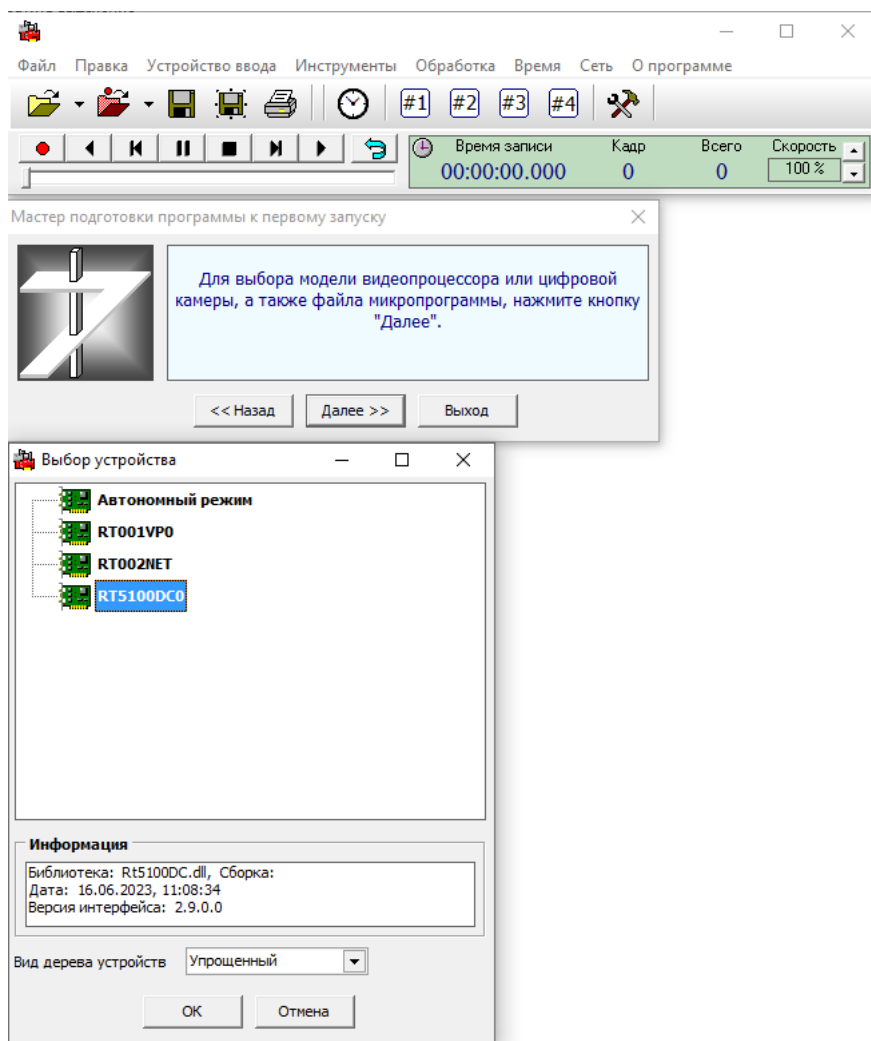 Файл Правка Устройство ввода Инструменты Обработка Время Сеть О программе
#1 #2 #3 #4
Время записи Кадр Всего Скорость
00:00:00.000 0 0 100 %
Мастер подготовки программы к первому запуску
Для выбора модели видеопроцессора или цифровой
камеры, а также файла микропрограммы, нажмите кнопку
"Далее".
<< Назад Далее >> Выход
Выбор устройства
Автономный режим
RT001VP0
RT002NET
RT5100DC0
Информация
Библиотека: Rt5100DC.dll, Сборка:
Дата: 16.06.2023, 11:08:34
Версия интерфейса: 2.9.0.0
Вид дерева устройств Упрощенный
ОК Отмена